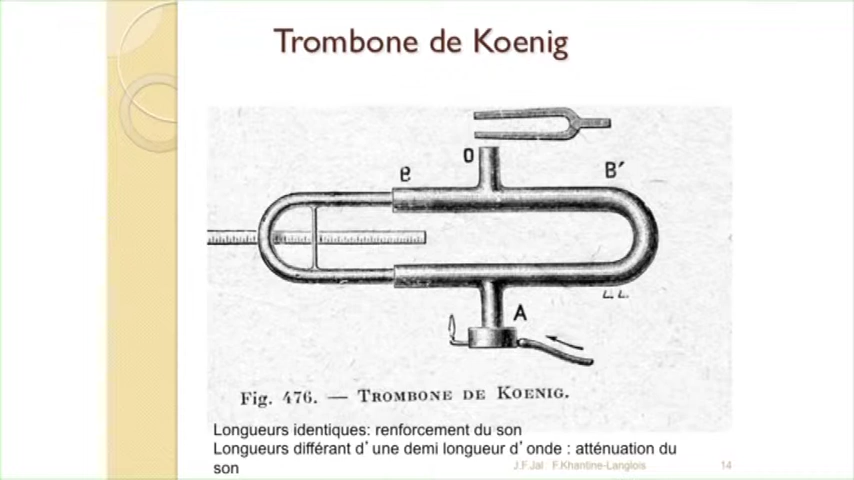 Trombone de Koenig
O
B
B′
L.L.
A
Fig. 476. — TROMBONE DE KOENIG.
Longueurs identiques: renforcement du son
Longueurs différant d’une demi longueur d’onde : atténuation du
son
J.F.Jal F.Khantine-Langlois
14